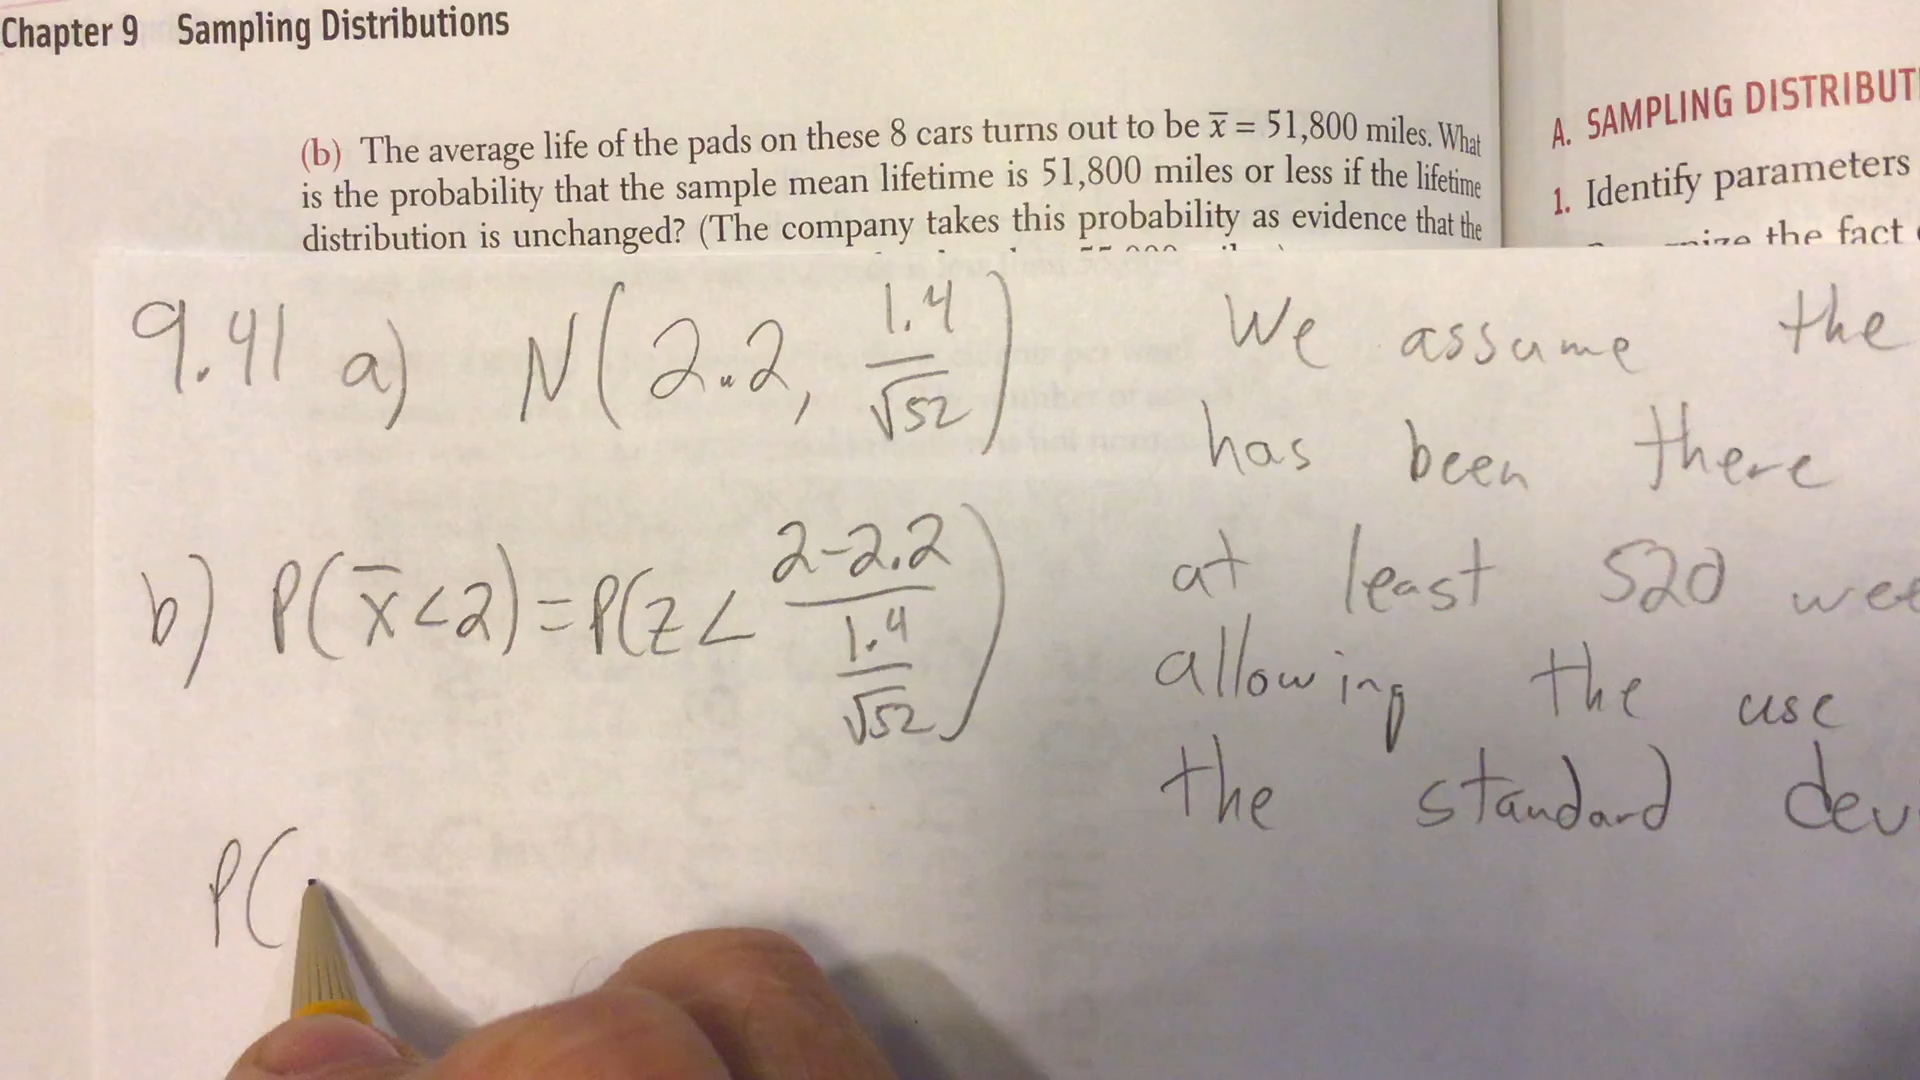 Chapter 9 Sampling Distributions
(b) The average life of the pads on these 8 cars turns out to be x̄ = 51,800 miles. What
is the probability that the sample mean lifetime is 51,800 miles or less if the lifetime
distribution is unchanged? (The company takes this probability as evidence that the
A. SAMPLING DISTRIBUT
1. Identify parameters
the fact
9.41 a) N(2.2, 1.4/√52)
b) P(x̄<2)=P(z< (2-2.2)/(1.4/√52))
P(
We assume the
has been there
at least 520 wee
allowing the use
the standard dev